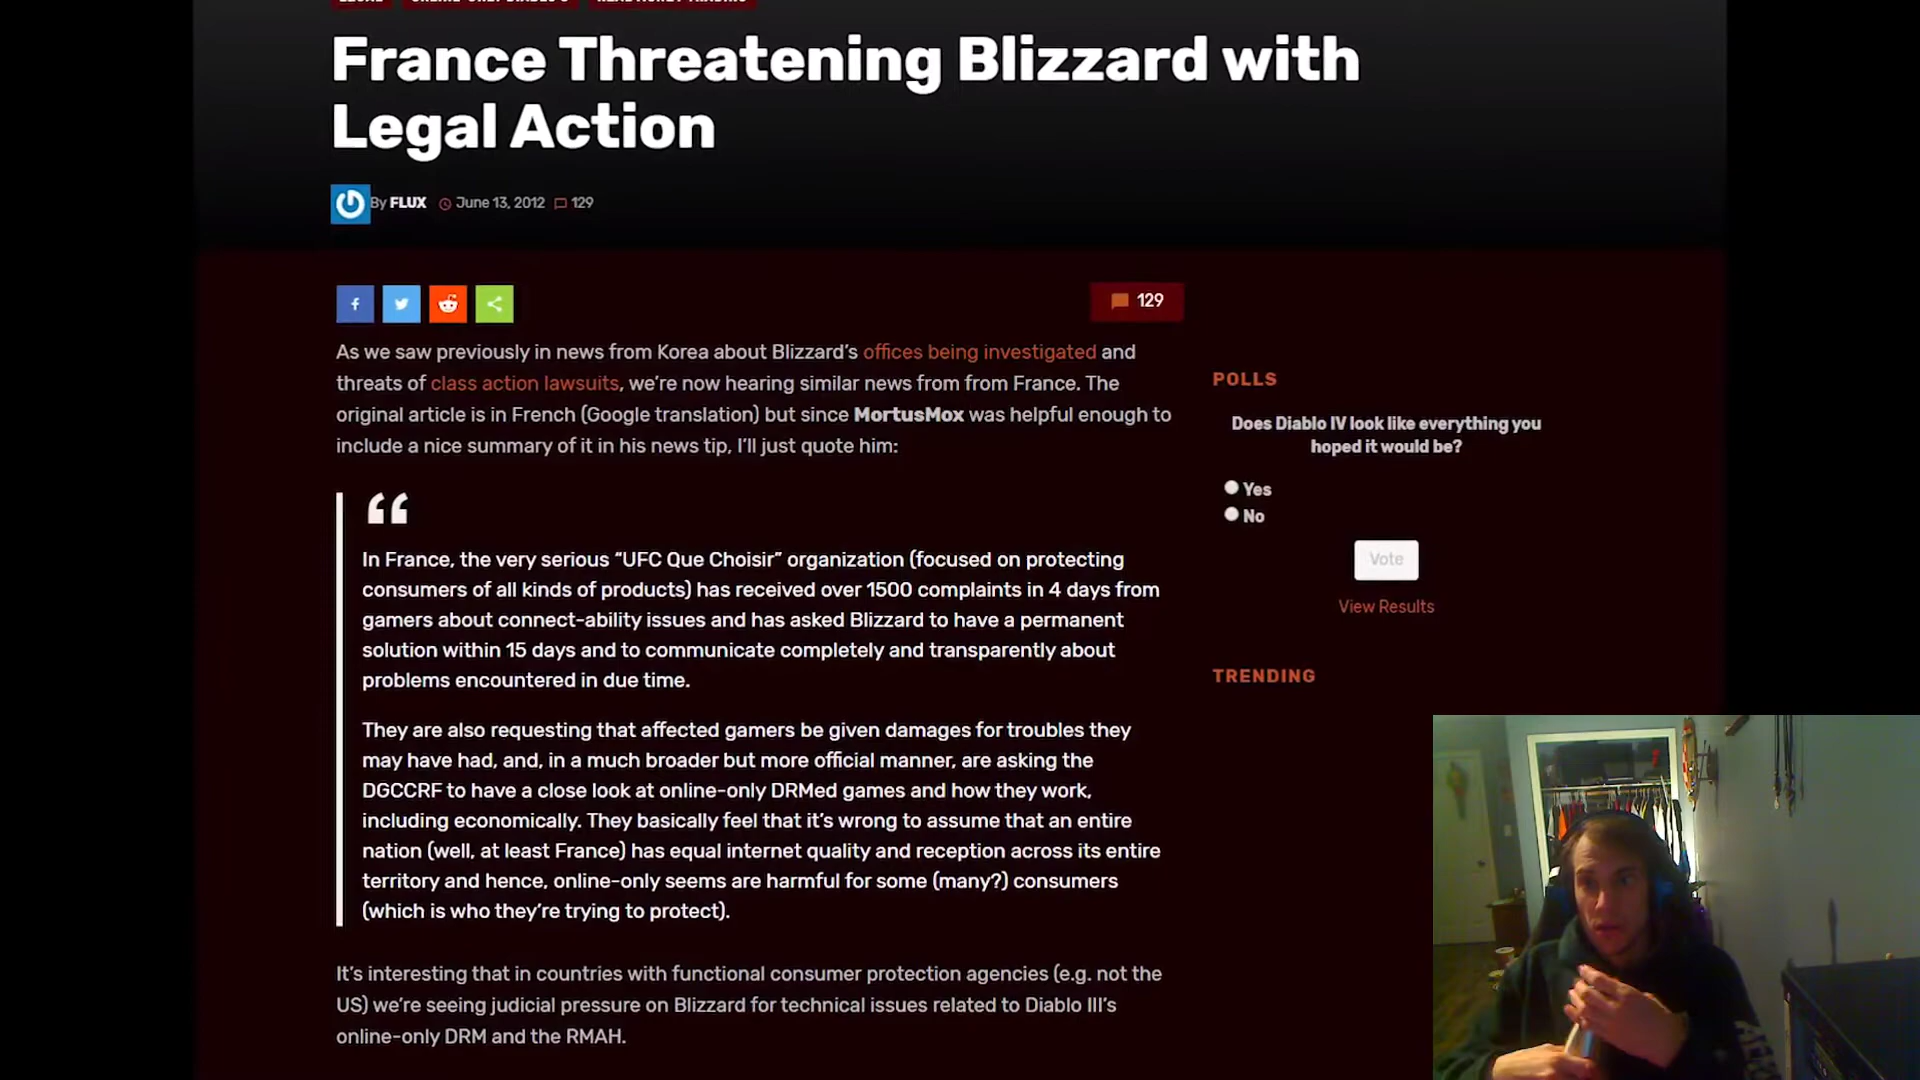 France Threatening Blizzard with
Legal Action
By FLUX June 13, 2012 129
129
As we saw previously in news from Korea about Blizzard's offices being investigated and
threats of class action lawsuits, we're now hearing similar news from from France. The
original article is in French (Google translation) but since MortusMox was helpful enough to
include a nice summary of it in his news tip, I'll just quote him:
“
In France, the very serious “UFC Que Choisir” organization (focused on protecting
consumers of all kinds of products) has received over 1500 complaints in 4 days from
gamers about connect-ability issues and has asked Blizzard to have a permanent
solution within 15 days and to communicate completely and transparently about
problems encountered in due time.
They are also requesting that affected gamers be given damages for troubles they
may have had, and, in a much broader but more official manner, are asking the
DGCCRF to have a close look at online-only DRMed games and how they work,
including economically. They basically feel that it's wrong to assume that an entire
nation (well, at least France) has equal internet quality and reception across its entire
territory and hence, online-only seems are harmful for some (many?) consumers
(which is who they're trying to protect).
It's interesting that in countries with functional consumer protection agencies (e.g. not the
US) we're seeing judicial pressure on Blizzard for technical issues related to Diablo III's
online-only DRM and the RMAH.
POLLS
Does Diablo IV look like everything you
hoped it would be?
Yes
No
Vote
View Results
TRENDING